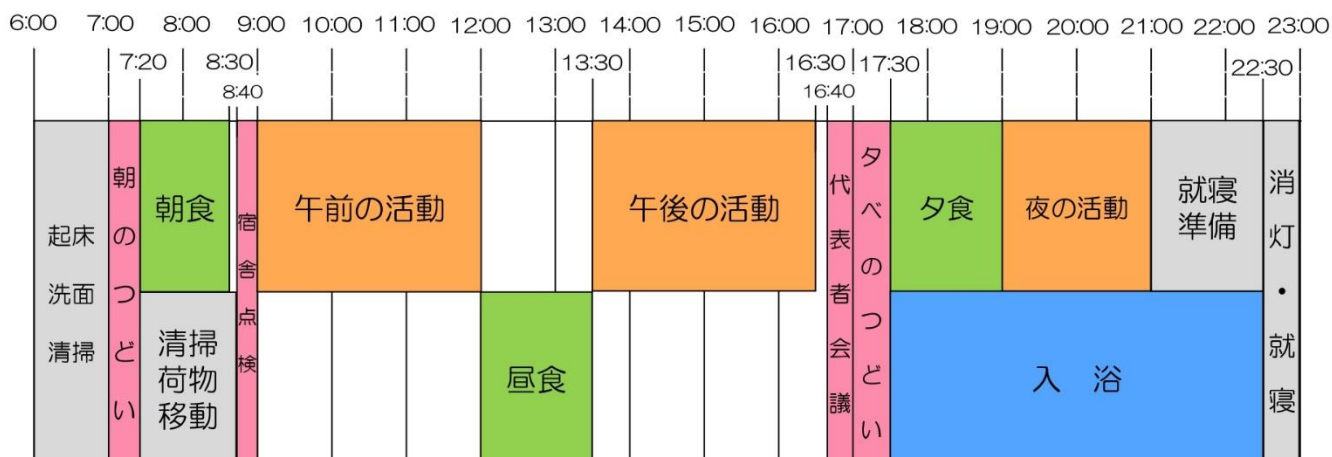 6:00 7:00 8:00 9:00 10:00 11:00 12:00 13:00 14:00 15:00 16:00 17:00 18:00 19:00 20:00 21:00 22:00 23:00
7:20 8:30 13:30 16:30 17:30 22:30
8:40 16:40
起床
洗面
清掃
朝のつどい
朝食
清掃
荷物
移動
宿舎点検
午前の活動
昼食
午後の活動
代表者会議
夕べのつどい
夕食
夜の活動
就寝
準備
入 浴
消灯・就寝